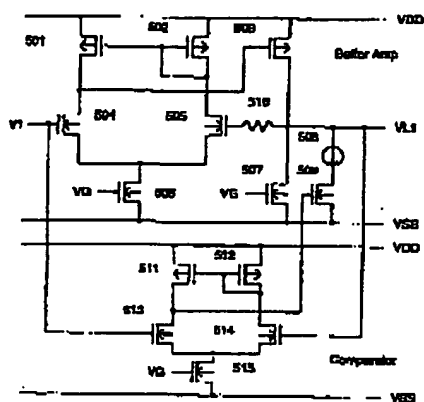 501 502 503 VDD
Buffer Amp
504 505 510
V1 VL1
508
507 509
VG 506 VG
VSS
VDD
511 512
513 514
VG 515 Comparator
VSS